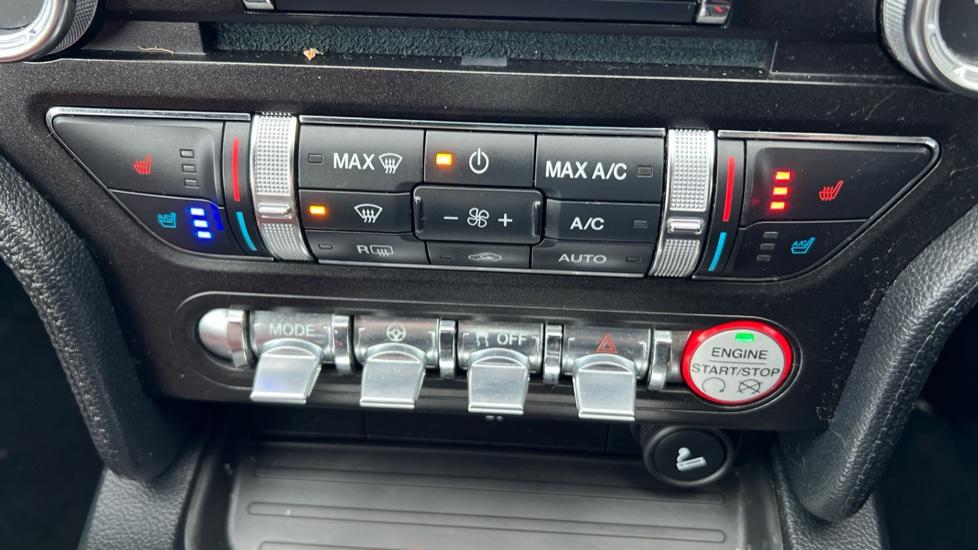 MAX
MAX A/C
A/C
- +
A/C
A/C
R
AUTO
MODE
OFF
ENGINE
START/STOP